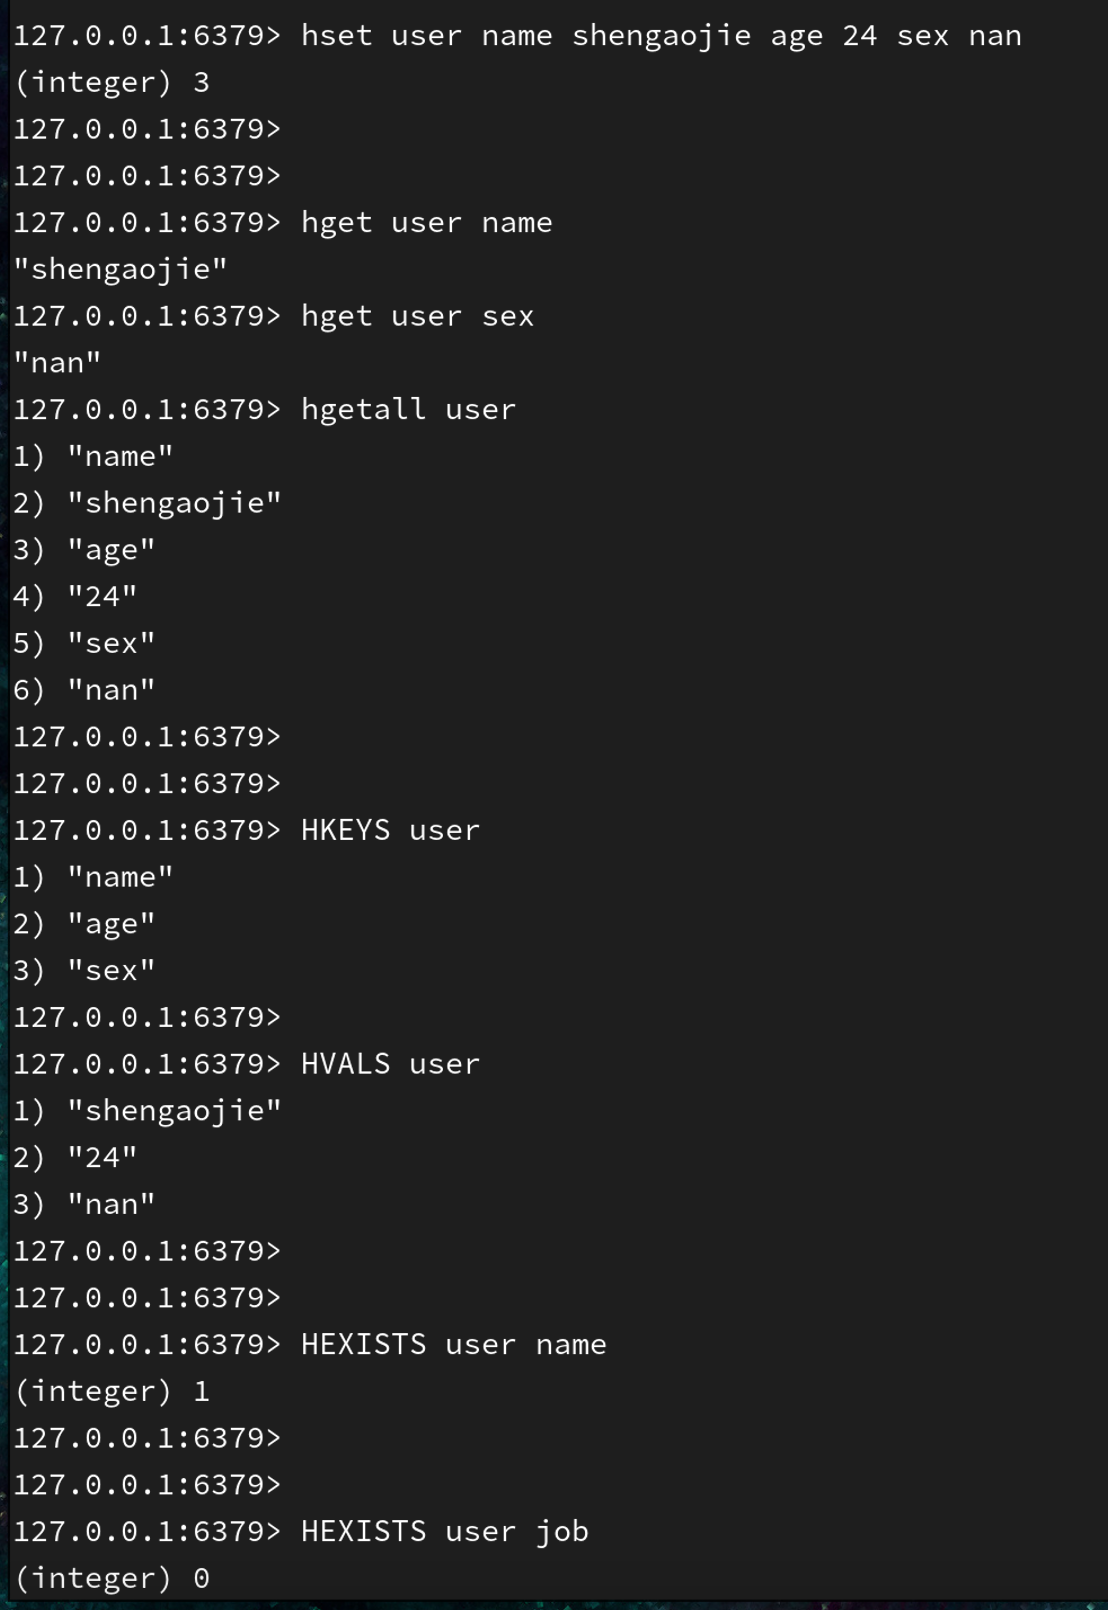 127.0.0.1:6379> hset user name shengaojie age 24 sex nan
(integer) 3
127.0.0.1:6379>
127.0.0.1:6379>
127.0.0.1:6379> hget user name
"shengaojie"
127.0.0.1:6379> hget user sex
"nan"
127.0.0.1:6379> hgetall user
1) "name"
2) "shengaojie"
3) "age"
4) "24"
5) "sex"
6) "nan"
127.0.0.1:6379>
127.0.0.1:6379>
127.0.0.1:6379> HKEYS user
1) "name"
2) "age"
3) "sex"
127.0.0.1:6379>
127.0.0.1:6379> HVALS user
1) "shengaojie"
2) "24"
3) "nan"
127.0.0.1:6379>
127.0.0.1:6379>
127.0.0.1:6379> HEXISTS user name
(integer) 1
127.0.0.1:6379>
127.0.0.1:6379>
127.0.0.1:6379> HEXISTS user job
(integer) 0